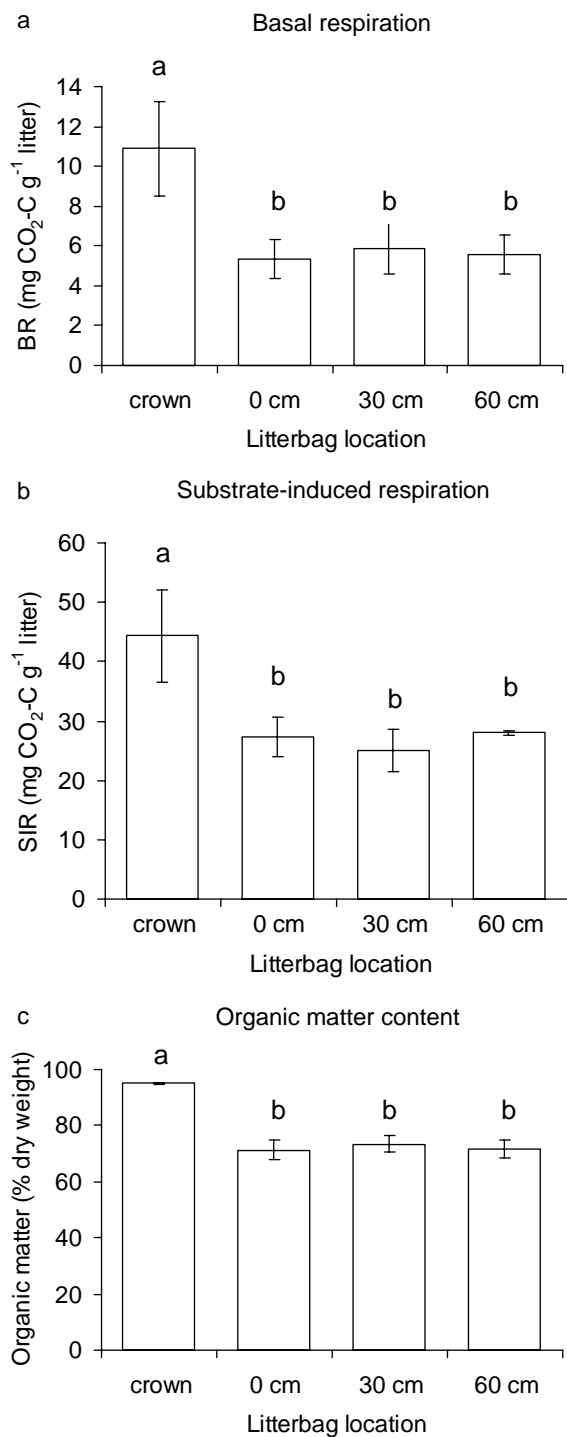 a Basal respiration
a
14
12
10
8
6
4
2
0
b b b
BR (mg CO₂-C g⁻¹ litter)
crown 0 cm 30 cm 60 cm
Litterbag location
b Substrate-induced respiration
60
50
40
30
20
10
0
a
b b b
SIR (mg CO₂-C g⁻¹ litter)
crown 0 cm 30 cm 60 cm
Litterbag location
c Organic matter content
a
100
80
60
40
20
0
b b b
Organic matter (% dry weight)
crown 0 cm 30 cm 60 cm
Litterbag location